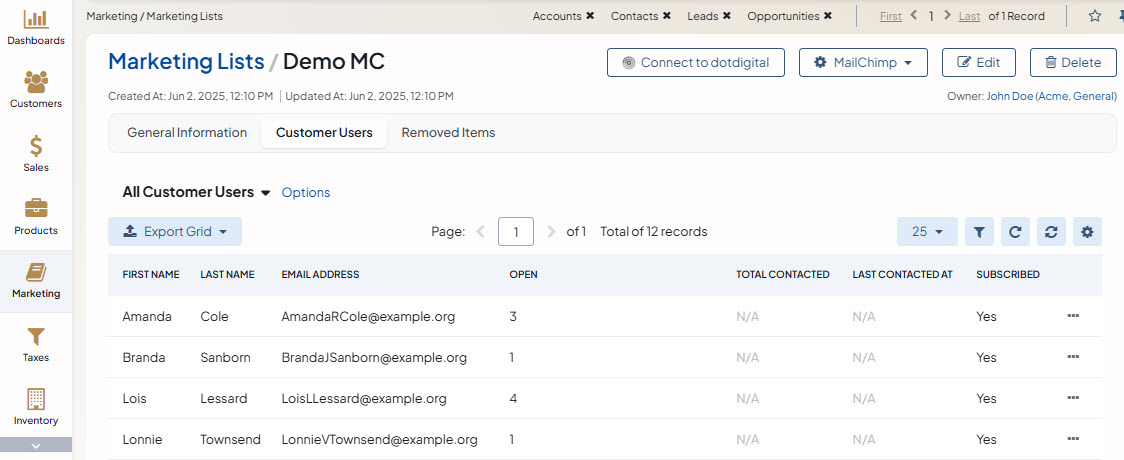 Dashboards
Customers
Sales
Products
Marketing
Taxes
Inventory
Marketing / Marketing Lists
Accounts ✖ Contacts ✖ Leads ✖ Opportunities ✖
First 1 Last of 1 Record
Marketing Lists / Demo MC
Connect to dotdigital MailChimp Edit Delete
Created At: Jun 2, 2025, 12:10 PM | Updated At: Jun 2, 2025, 12:10 PM
Owner: John Doe (Acme, General)
General Information Customer Users Removed Items
All Customer Users Options
Export Grid Page: 1 of 1 Total of 12 records 25
FIRST NAME LAST NAME EMAIL ADDRESS OPEN TOTAL CONTACTED LAST CONTACTED AT SUBSCRIBED
Amanda Cole AmandaRCole@example.org 3 N/A N/A Yes
Branda Sanborn BrandaJSanborn@example.org 1 N/A N/A Yes
Lois Lessard LoisLLessard@example.org 4 N/A N/A Yes
Lonnie Townsend LonnieVTownsend@example.org 1 N/A N/A Yes